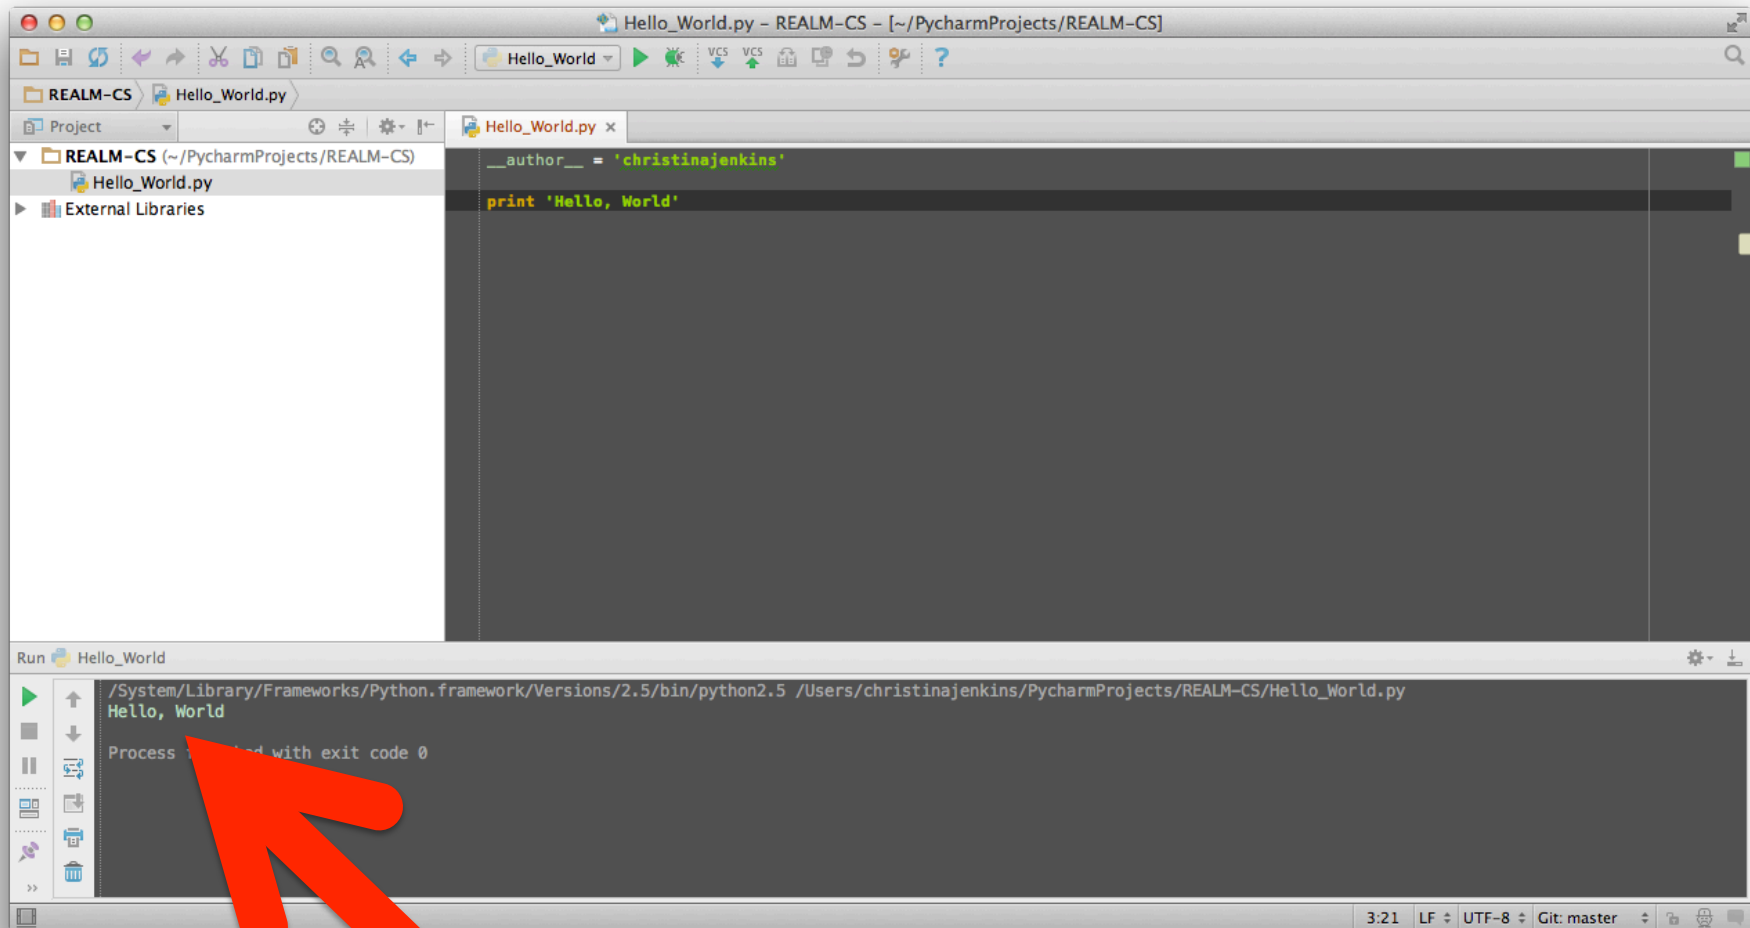 Hello_World.py – REALM-CS – [~/PycharmProjects/REALM-CS]
Hello_World
VCS VCS
?
REALM-CS Hello_World.py
Project
Hello_World.py ×
REALM-CS (~/PycharmProjects/REALM-CS)
Hello_World.py
External Libraries
__author__ = 'christinajenkins'
print 'Hello, World'
Run Hello_World
/System/Library/Frameworks/Python.framework/Versions/2.5/bin/python2.5 /Users/christinajenkins/PycharmProjects/REALM-CS/Hello_World.py
Hello, World
Process with exit code 0
3:21 LF UTF-8 Git: master